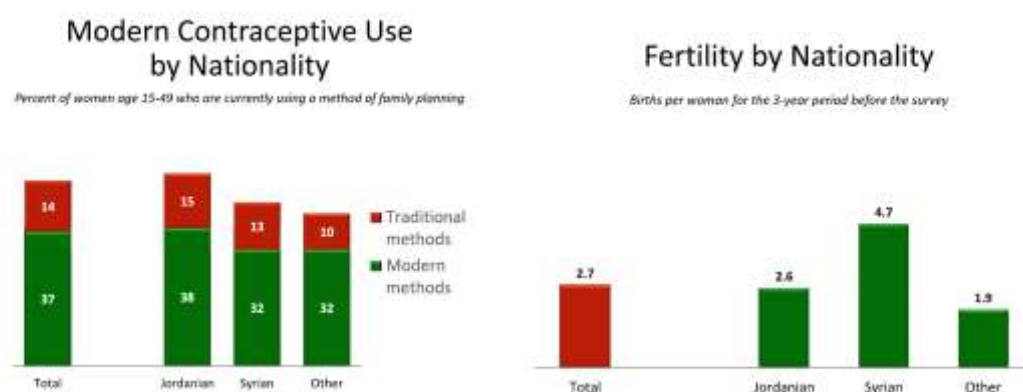 Modern Contraceptive Use
by Nationality
Percent of women age 15-49 who are currently using a method of family planning
14
37
15
38
13
32
10
32
Traditional
methods
Modern
methods
Total
Jordanian
Syrian
Other
Fertility by Nationality
Births per woman for the 3-year period before the survey
2.7
2.6
4.7
1.9
Total
Jordanian
Syrian
Other